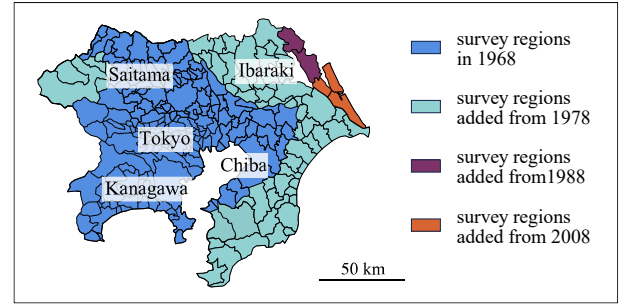 Saitama
Ibaraki
Tokyo
Chiba
Kanagawa
survey regions
in 1968
survey regions
added from 1978
survey regions
added from1988
survey regions
added from 2008
50 km